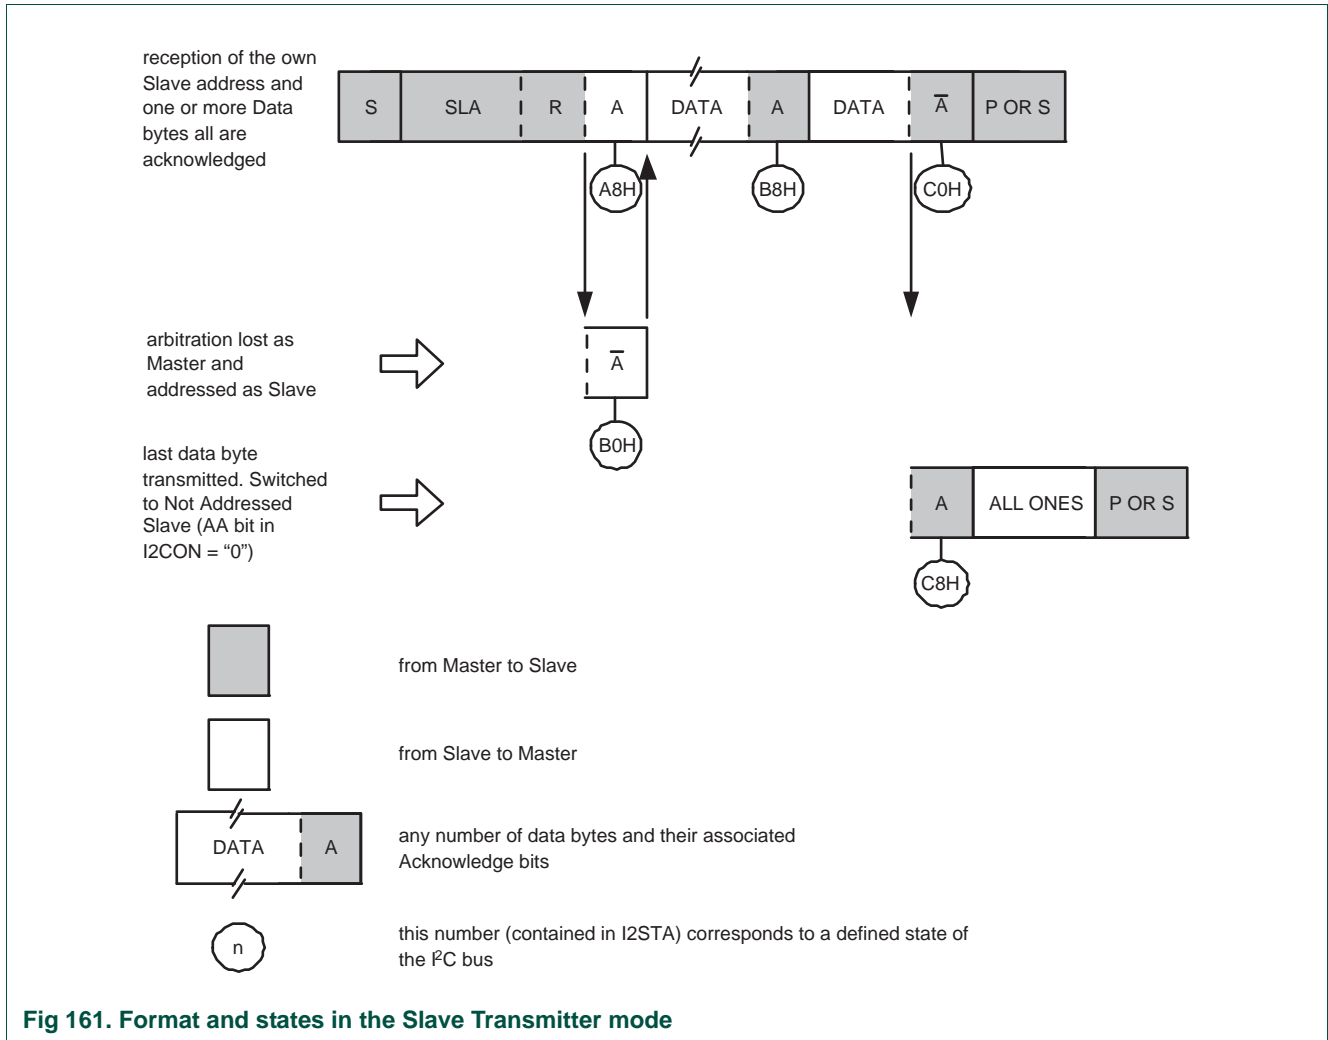 reception of the own
Slave address and
one or more Data
bytes all are
acknowledged
S SLA R A DATA A DATA A̅ P OR S
A8H B8H C0H
arbitration lost as
Master and
addressed as Slave
A̅
B0H
last data byte
transmitted. Switched
to Not Addressed
Slave (AA bit in
I2CON = “0”)
A ALL ONES P OR S
C8H
from Master to Slave
from Slave to Master
DATA A
any number of data bytes and their associated
Acknowledge bits
n
this number (contained in I2STA) corresponds to a defined state of
the I²C bus
Fig 161. Format and states in the Slave Transmitter mode